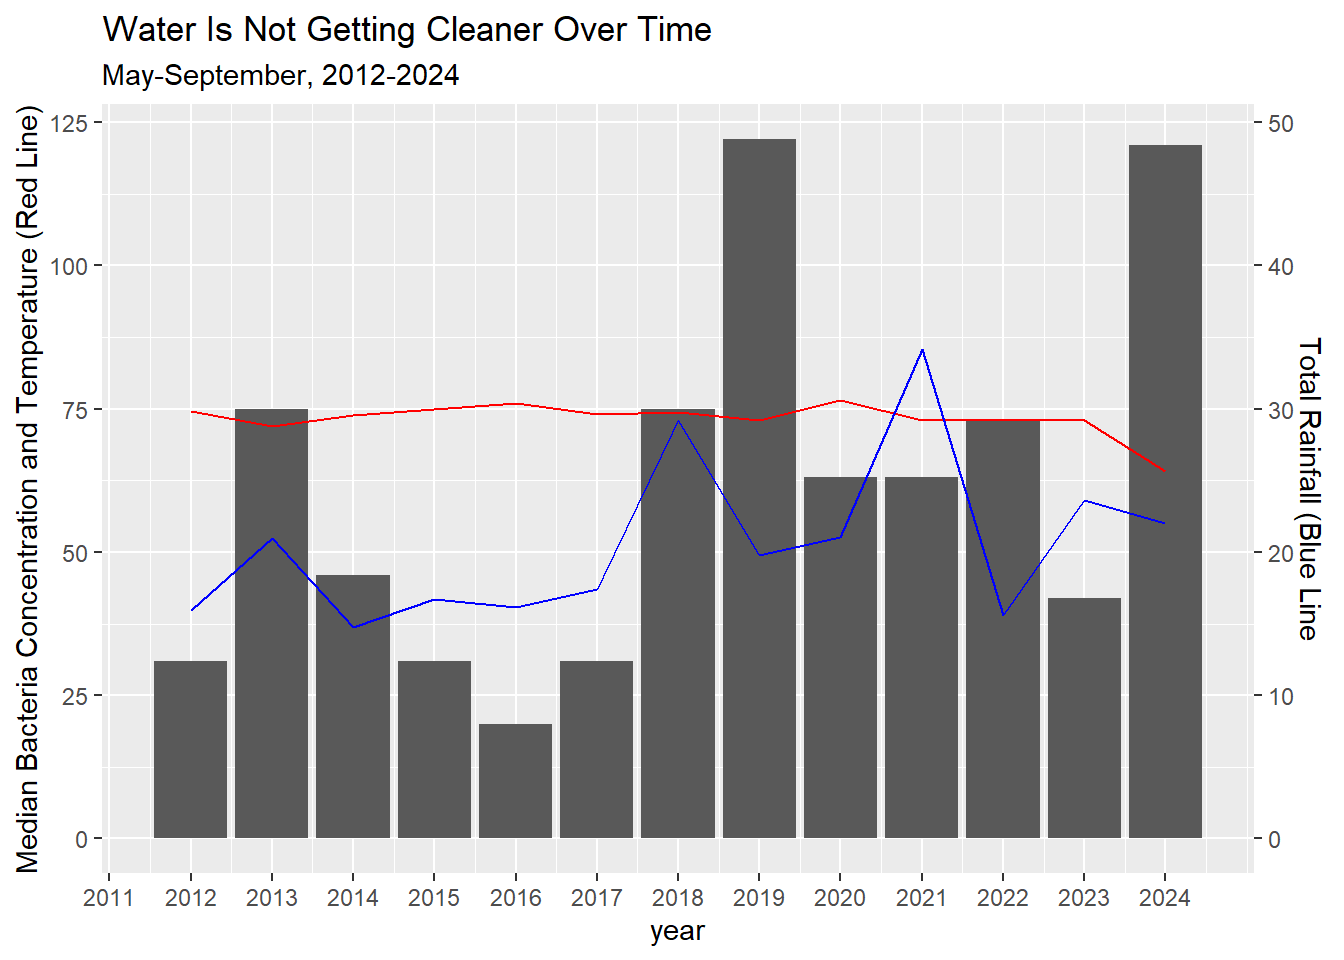 Water Is Not Getting Cleaner Over Time
May-September, 2012-2024
Median Bacteria Concentration and Temperature (Red Line)
125
100
75
50
25
0
50
40
30
20
10
0
Total Rainfall (Blue Line
2011 2012 2013 2014 2015 2016 2017 2018 2019 2020 2021 2022 2023 2024
year